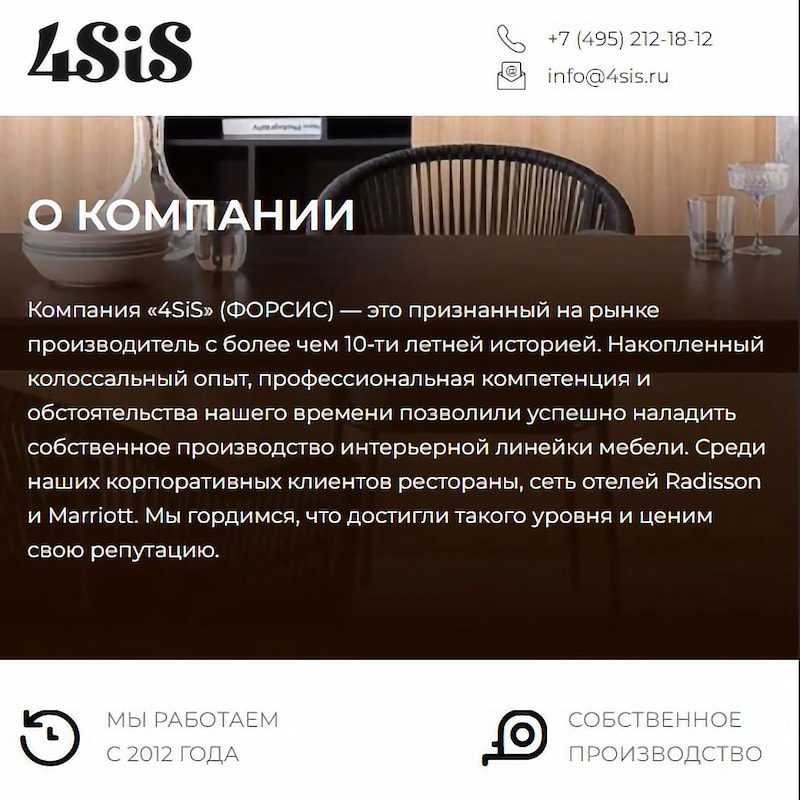 4SiS
+7 (495) 212-18-12
info@4sis.ru
О КОМПАНИИ
Компания «4SiS» (ФОРСИС) — это признанный на рынке
производитель с более чем 10-ти летней историей. Накопленный
колоссальный опыт, профессиональная компетенция и
обстоятельства нашего времени позволили успешно наладить
собственное производство интерьерной линейки мебели. Среди
наших корпоративных клиентов рестораны, сеть отелей Radisson
и Marriott. Мы гордимся, что достигли такого уровня и ценим
свою репутацию.
МЫ РАБОТАЕМ
С 2012 ГОДА
СОБСТВЕННОЕ
ПРОИЗВОДСТВО